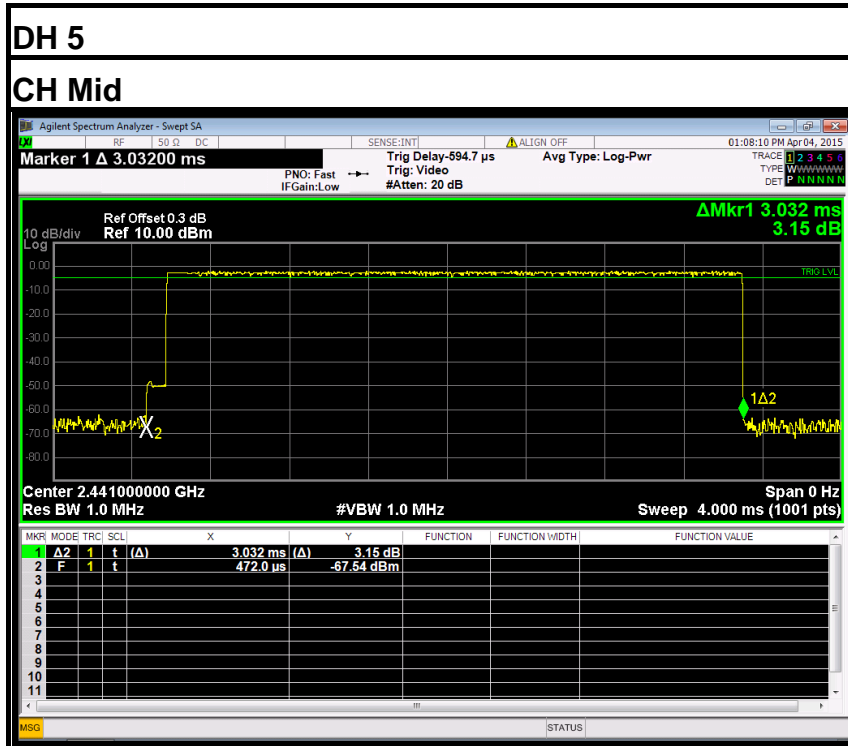 DH 5
CH Mid
Agilent Spectrum Analyzer - Swept SA
LXI RF 50 Ω DC SENSE:INT ALIGN OFF 01:08:10 PM Apr 04, 2015
Marker 1 Δ 3.03200 ms
PNO: Fast
IFGain:Low
Trig Delay-594.7 µs
Trig: Video
#Atten: 20 dB
Avg Type: Log-Pwr
TRACE 1 2 3 4 5 6
TYPE WWWWWW
DET P N N N N N
ΔMkr1 3.032 ms
3.15 dB
Ref Offset 0.3 dB
10 dB/div Ref 10.00 dBm
Log
0.00
TRIG LVL
-10.0
-20.0
-30.0
-40.0
-50.0
-60.0
-70.0
-80.0
1Δ2
X2
Center 2.441000000 GHz Span 0 Hz
Res BW 1.0 MHz #VBW 1.0 MHz Sweep 4.000 ms (1001 pts)
MKR MODE TRC SCL X Y FUNCTION FUNCTION WIDTH FUNCTION VALUE
1 Δ2 1 t (Δ) 3.032 ms (Δ) 3.15 dB
2 F 1 t 472.0 µs -67.54 dBm
3
4
5
6
7
8
9
10
11
MSG STATUS